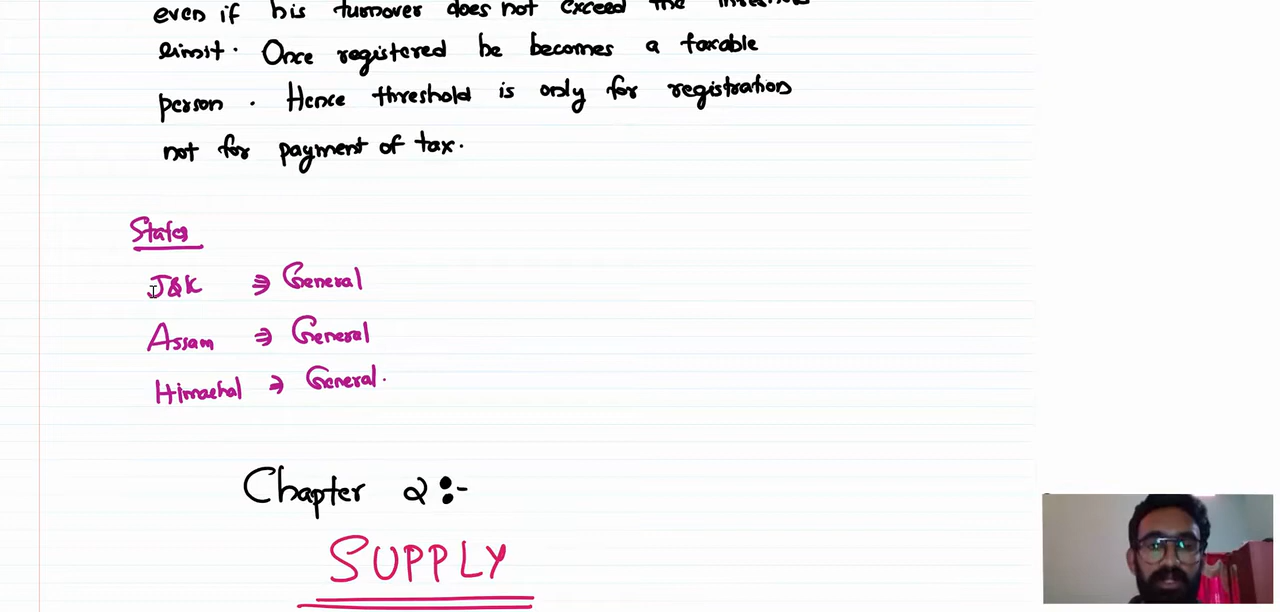 even if his turnover does not exceed the threshold
limit. Once registered he becomes a taxable
person. Hence threshold is only for registration
not for payment of tax.
States
J&K ⇒ General
Assam ⇒ General
Himachal ⇒ General.
Chapter 2:-
SUPPLY